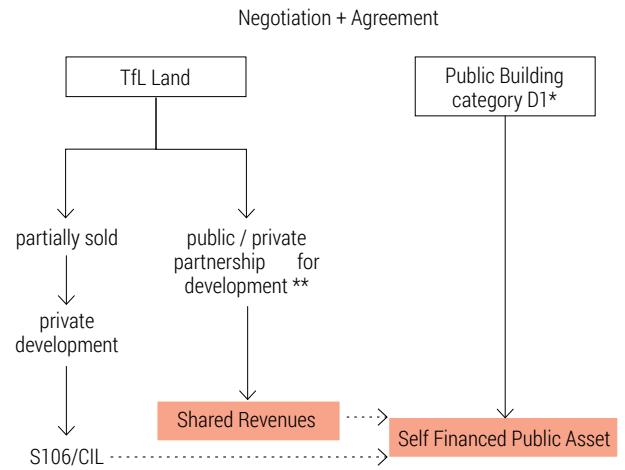 Negotiation + Agreement
TfL Land
Public Building
category D1*
partially sold
public / private
partnership for
development **
private
development
Shared Revenues
Self Financed Public Asset
S106/CIL